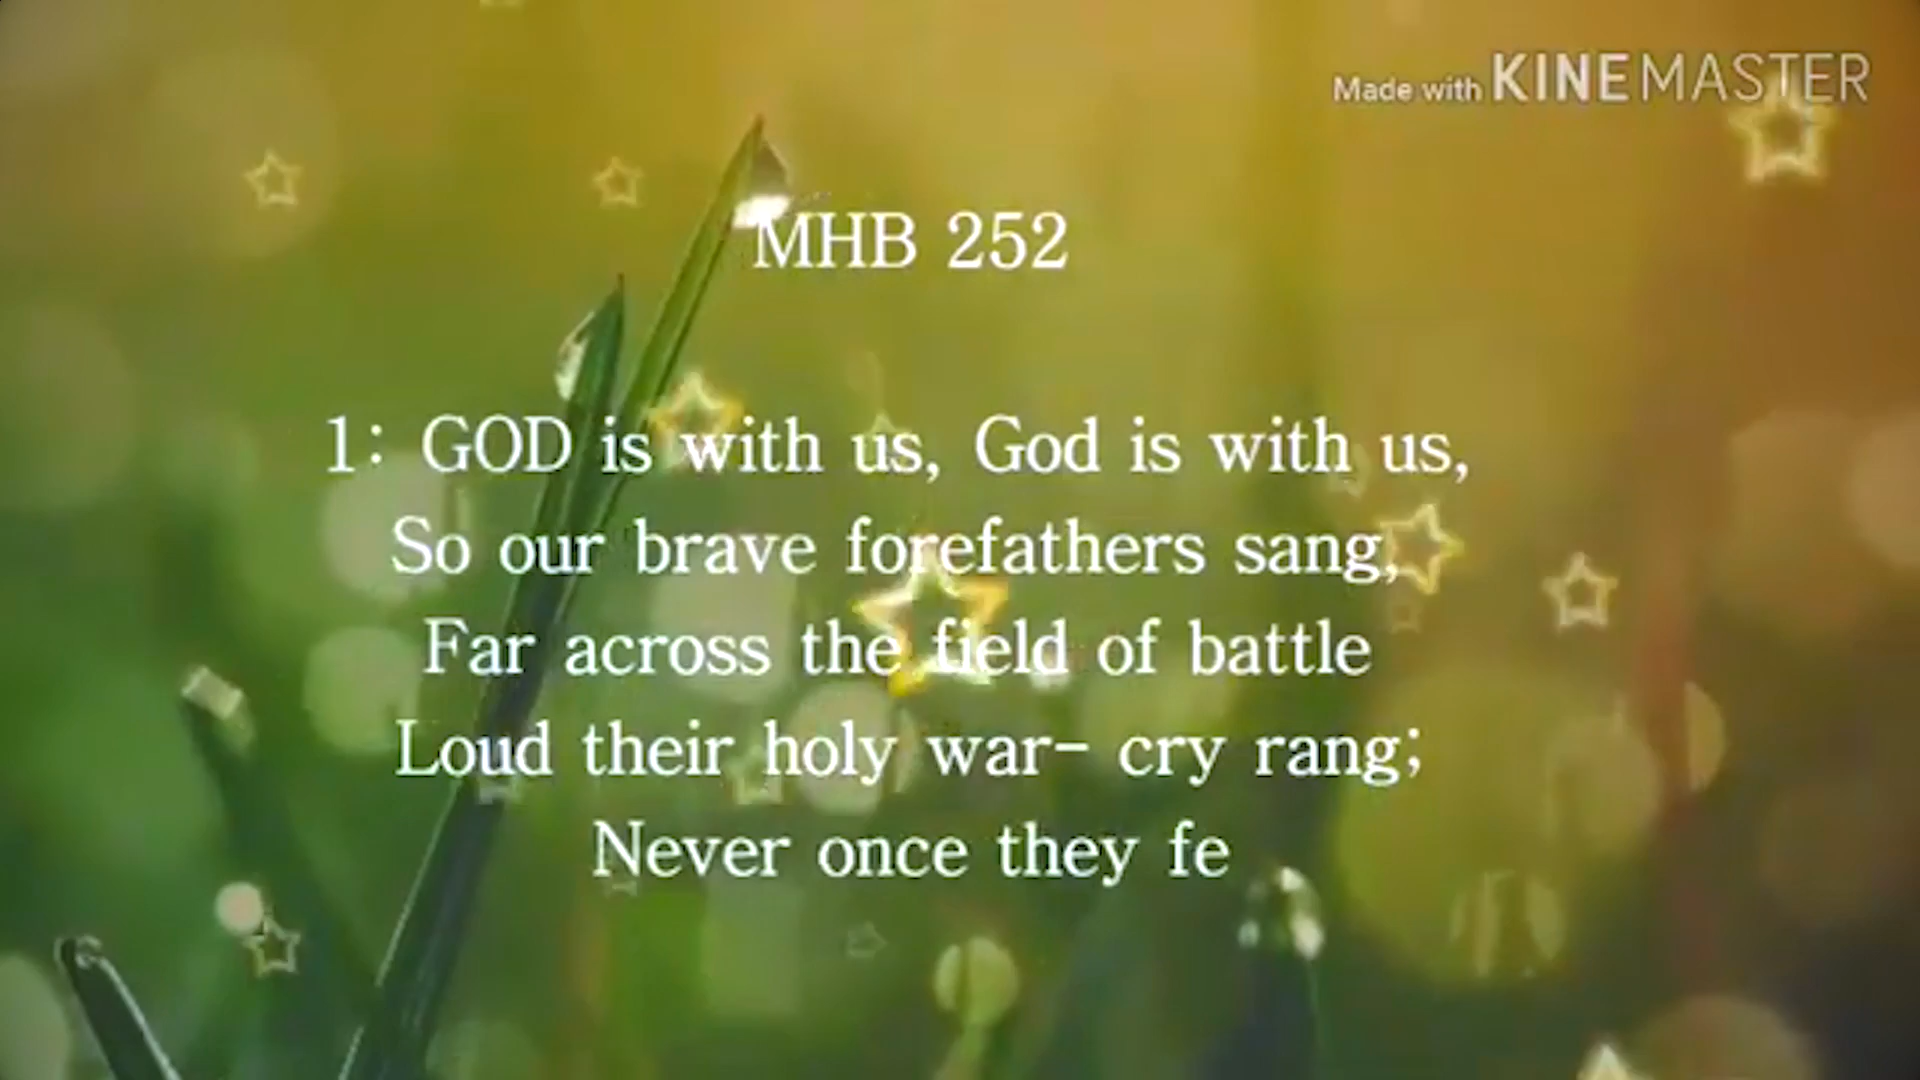 Made with KINEMASTER
MHB 252
1: GOD is with us, God is with us,
So our brave forefathers sang,
Far across the field of battle
Loud their holy war- cry rang;
Never once they fe